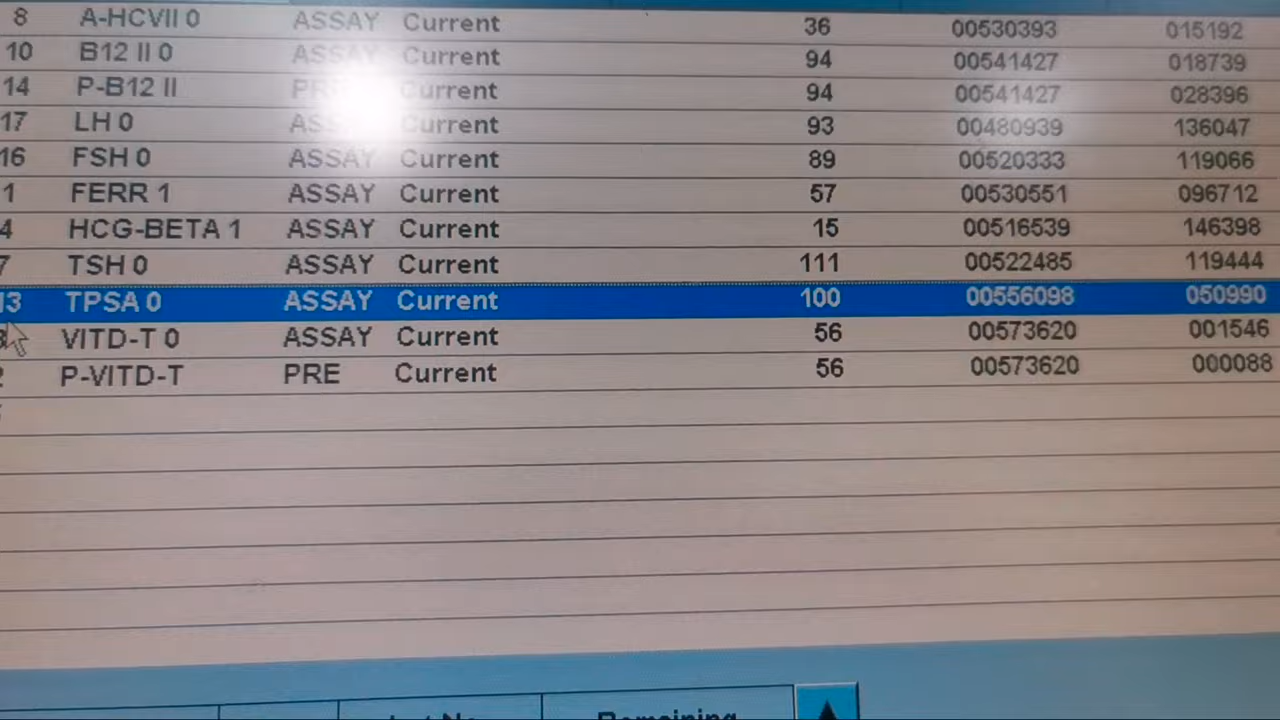 8 A-HCVII 0 ASSAY Current 36 00530393 015192
10 B12 II 0 ASSAY Current 94 00541427 018739
14 P-B12 II PRE Current 94 00541427 028396
17 LH 0 ASSAY Current 93 00480939 136047
16 FSH 0 ASSAY Current 89 00520333 119066
1 FERR 1 ASSAY Current 57 00530551 096712
4 HCG-BETA 1 ASSAY Current 15 00516539 146398
7 TSH 0 ASSAY Current 111 00522485 119444
13 TPSA 0 ASSAY Current 100 00556098 050990
VITD-T 0 ASSAY Current 56 00573620 001546
P-VITD-T PRE Current 56 00573620 000088
Remaining